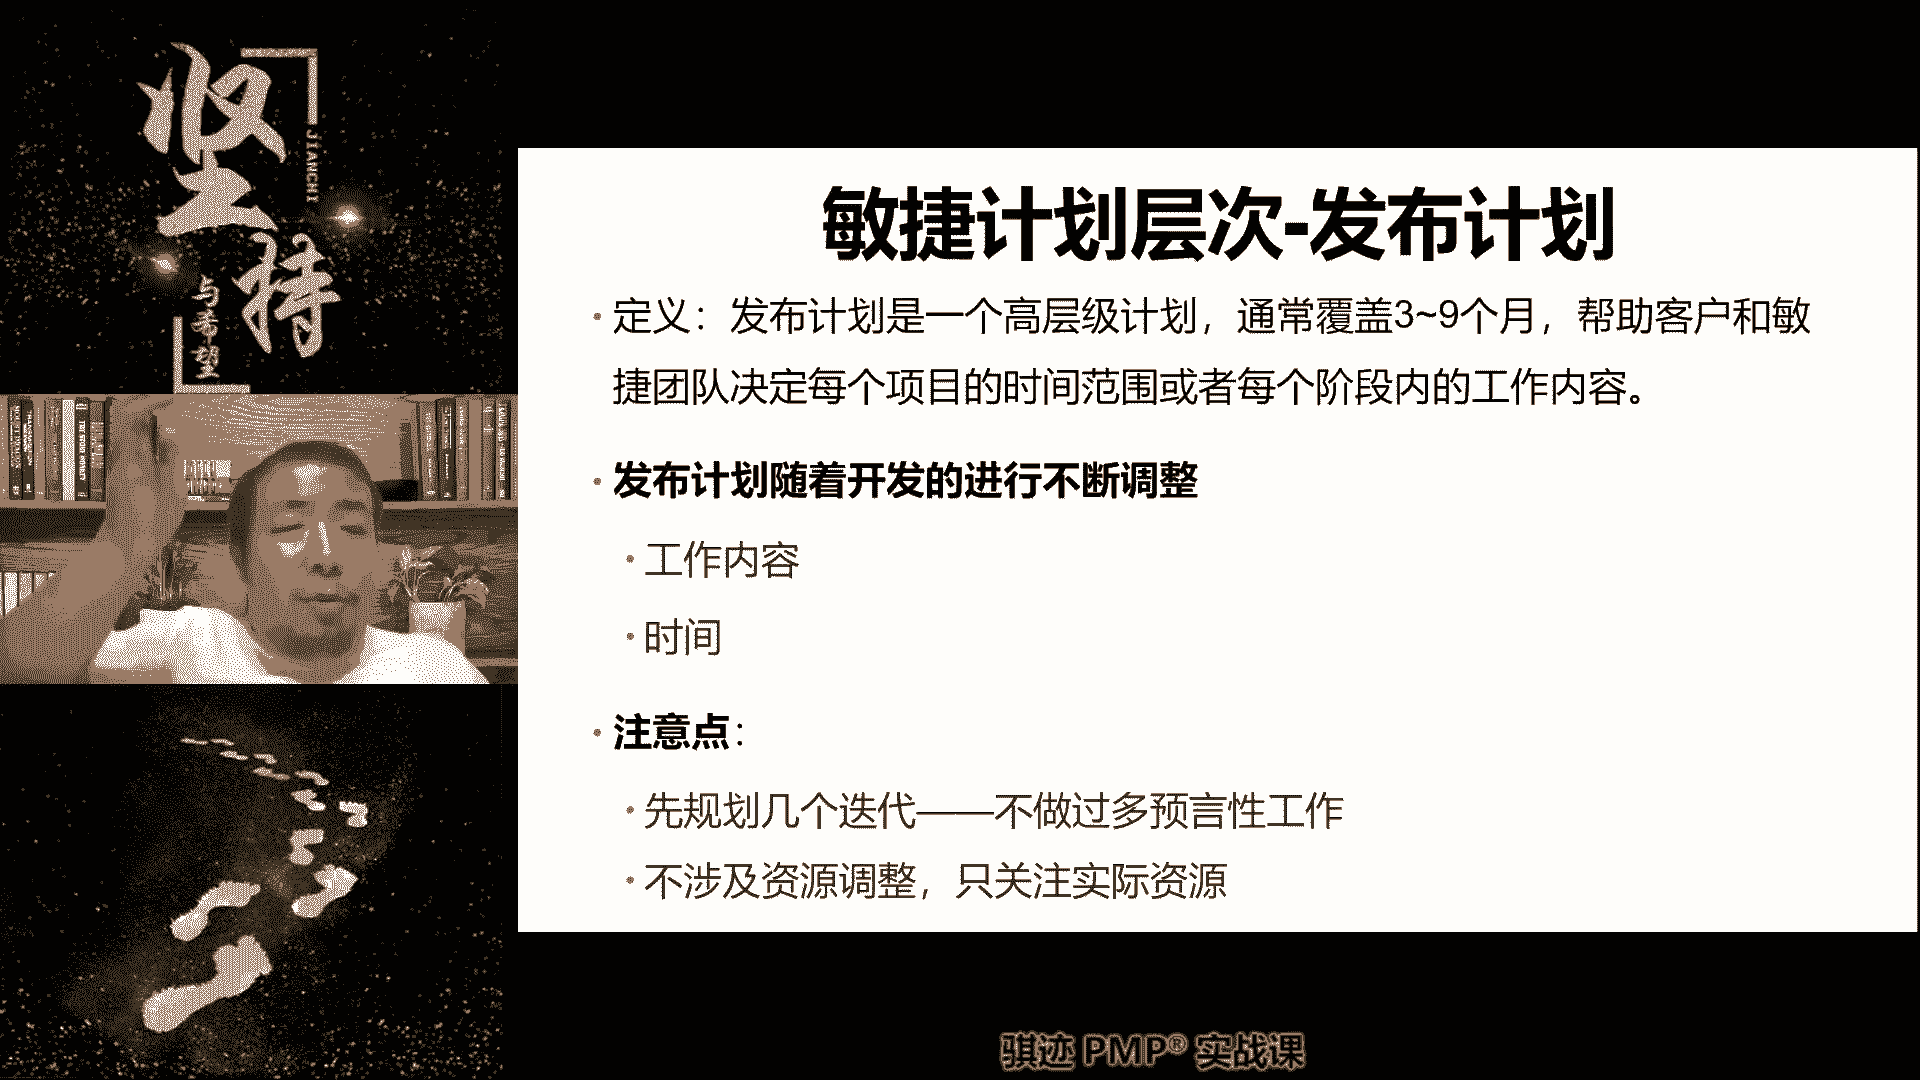 坚持
JIANCHI
与希望
敏捷计划层次-发布计划
•定义：发布计划是一个高层级计划，通常覆盖3~9个月，帮助客户和敏
捷团队决定每个项目的时间范围或者每个阶段内的工作内容。
•发布计划随着开发的进行不断调整
•工作内容
•时间
•注意点：
•先规划几个迭代——不做过多预言性工作
•不涉及资源调整，只关注实际资源
骐迹 PMP® 实战课